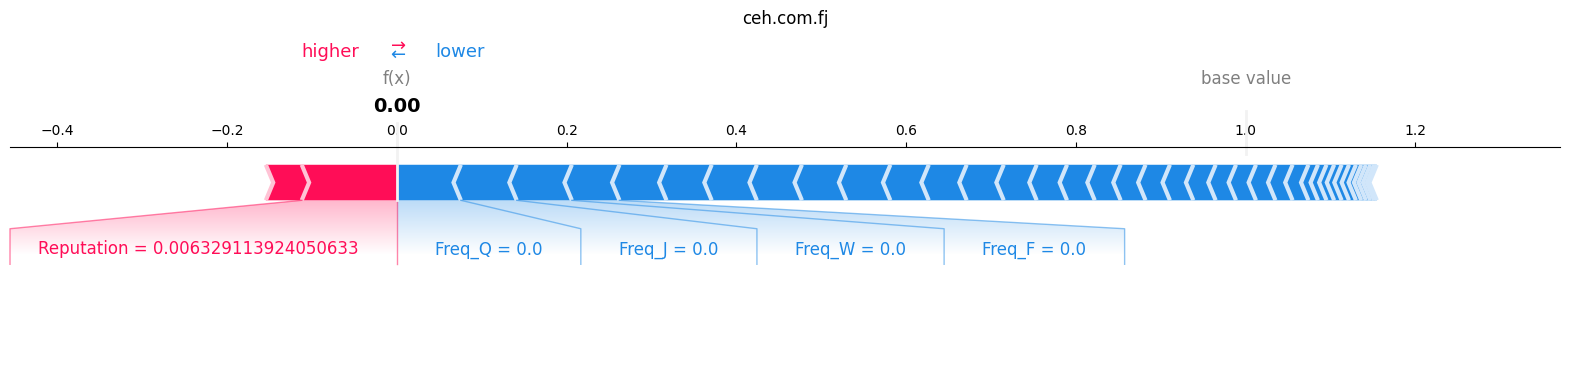 ceh.com.fj
higher → ← lower
f(x)
base value
0.00
−0.4 −0.2 0.0 0.2 0.4 0.6 0.8 1.0 1.2
Reputation = 0.006329113924050633 Freq_Q = 0.0 Freq_J = 0.0 Freq_W = 0.0 Freq_F = 0.0